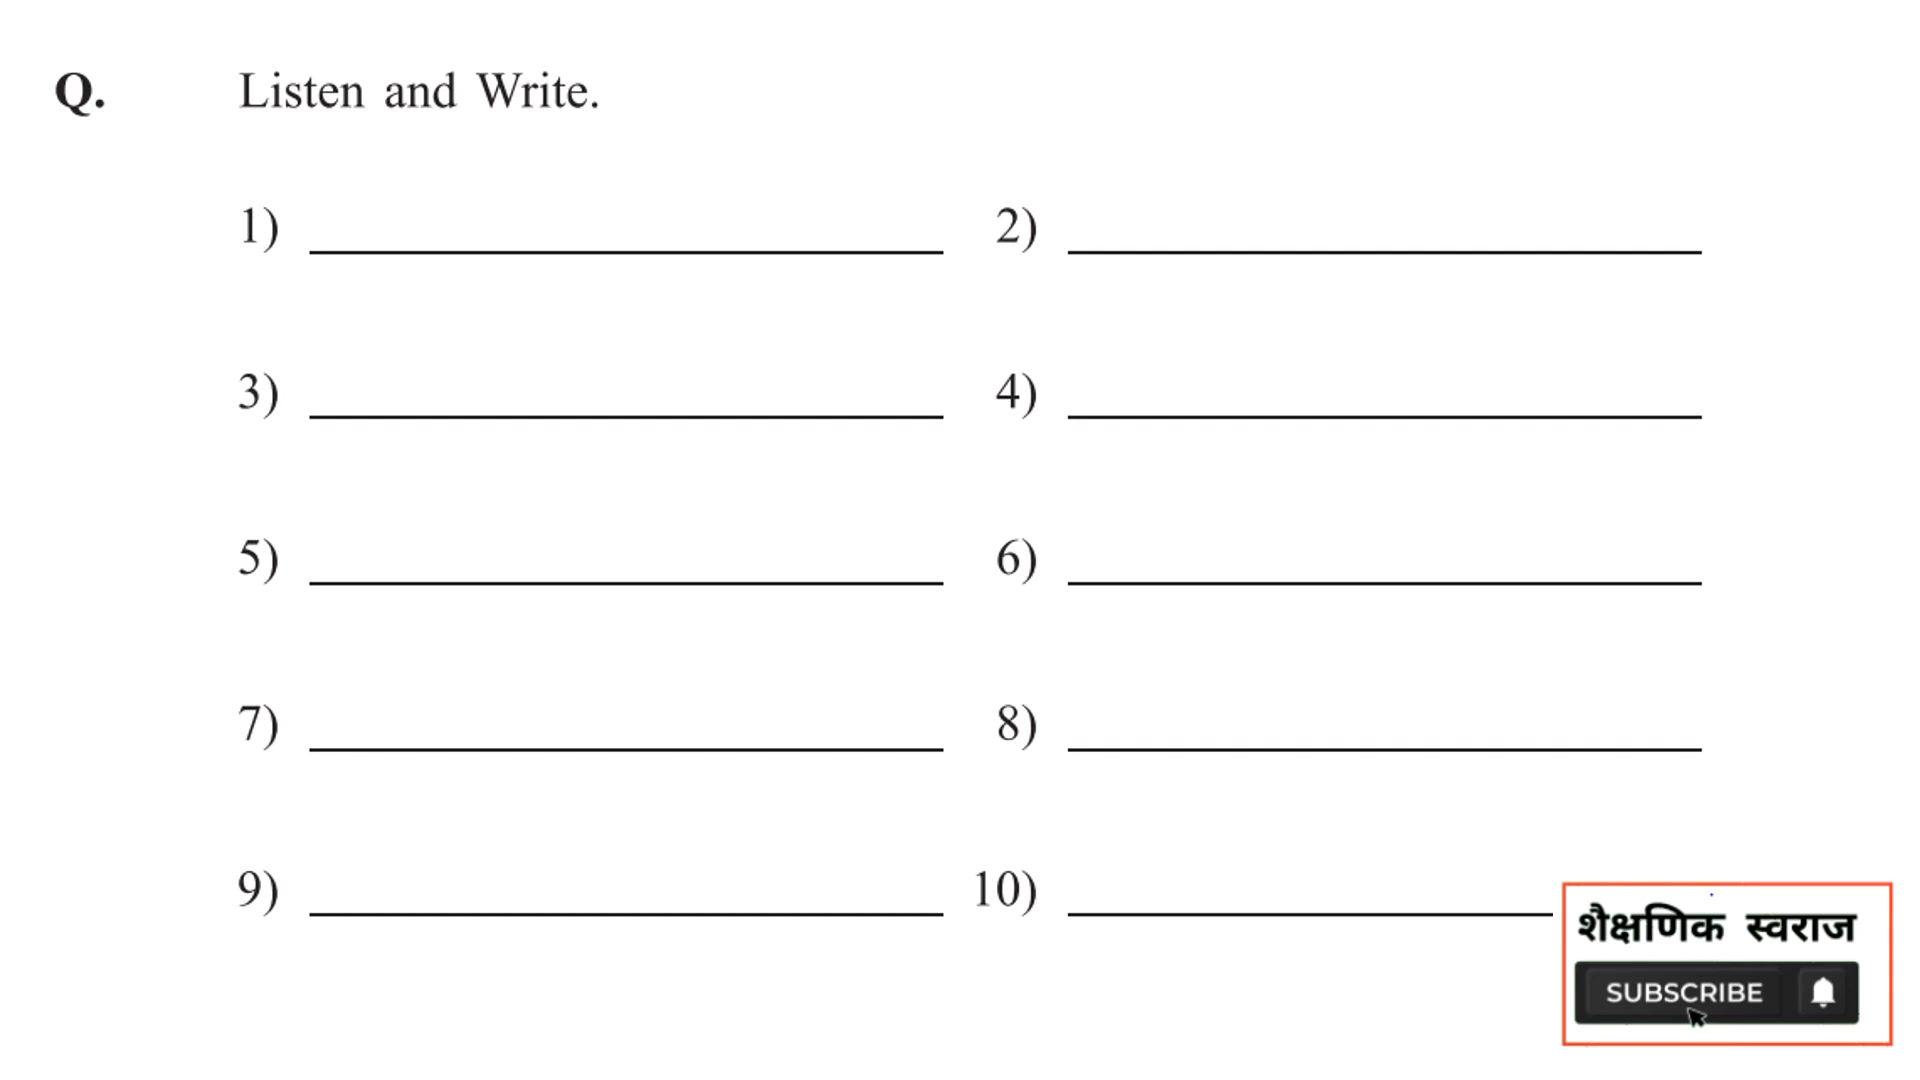 Q. Listen and Write.
1) 2)
3) 4)
5) 6)
7) 8)
9) 10)
शैक्षणिक स्वराज
SUBSCRIBE